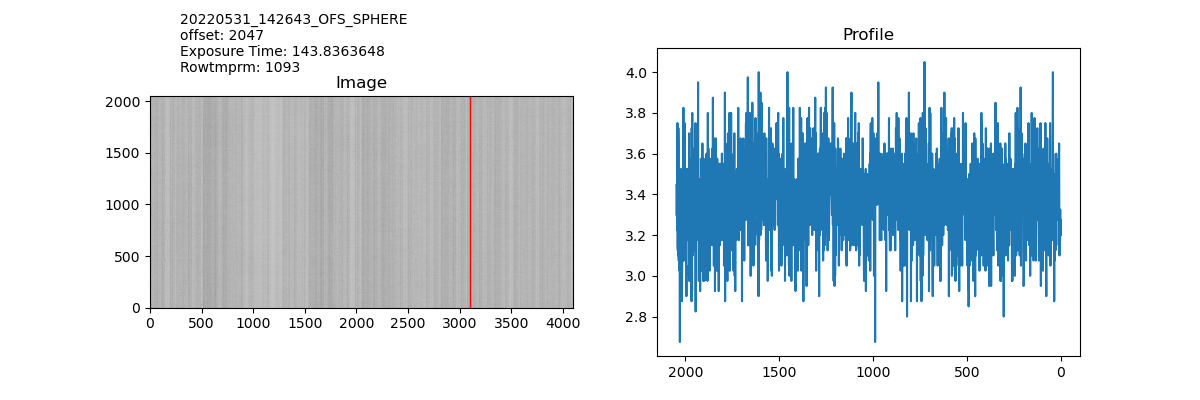 20220531_142643_OFS_SPHERE
offset: 2047
Exposure Time: 143.8363648
Rowtmprm: 1093
Image
2000
1500
1000
500
0
0 500 1000 1500 2000 2500 3000 3500 4000
Profile
4.0
3.8
3.6
3.4
3.2
3.0
2.8
2000 1500 1000 500 0